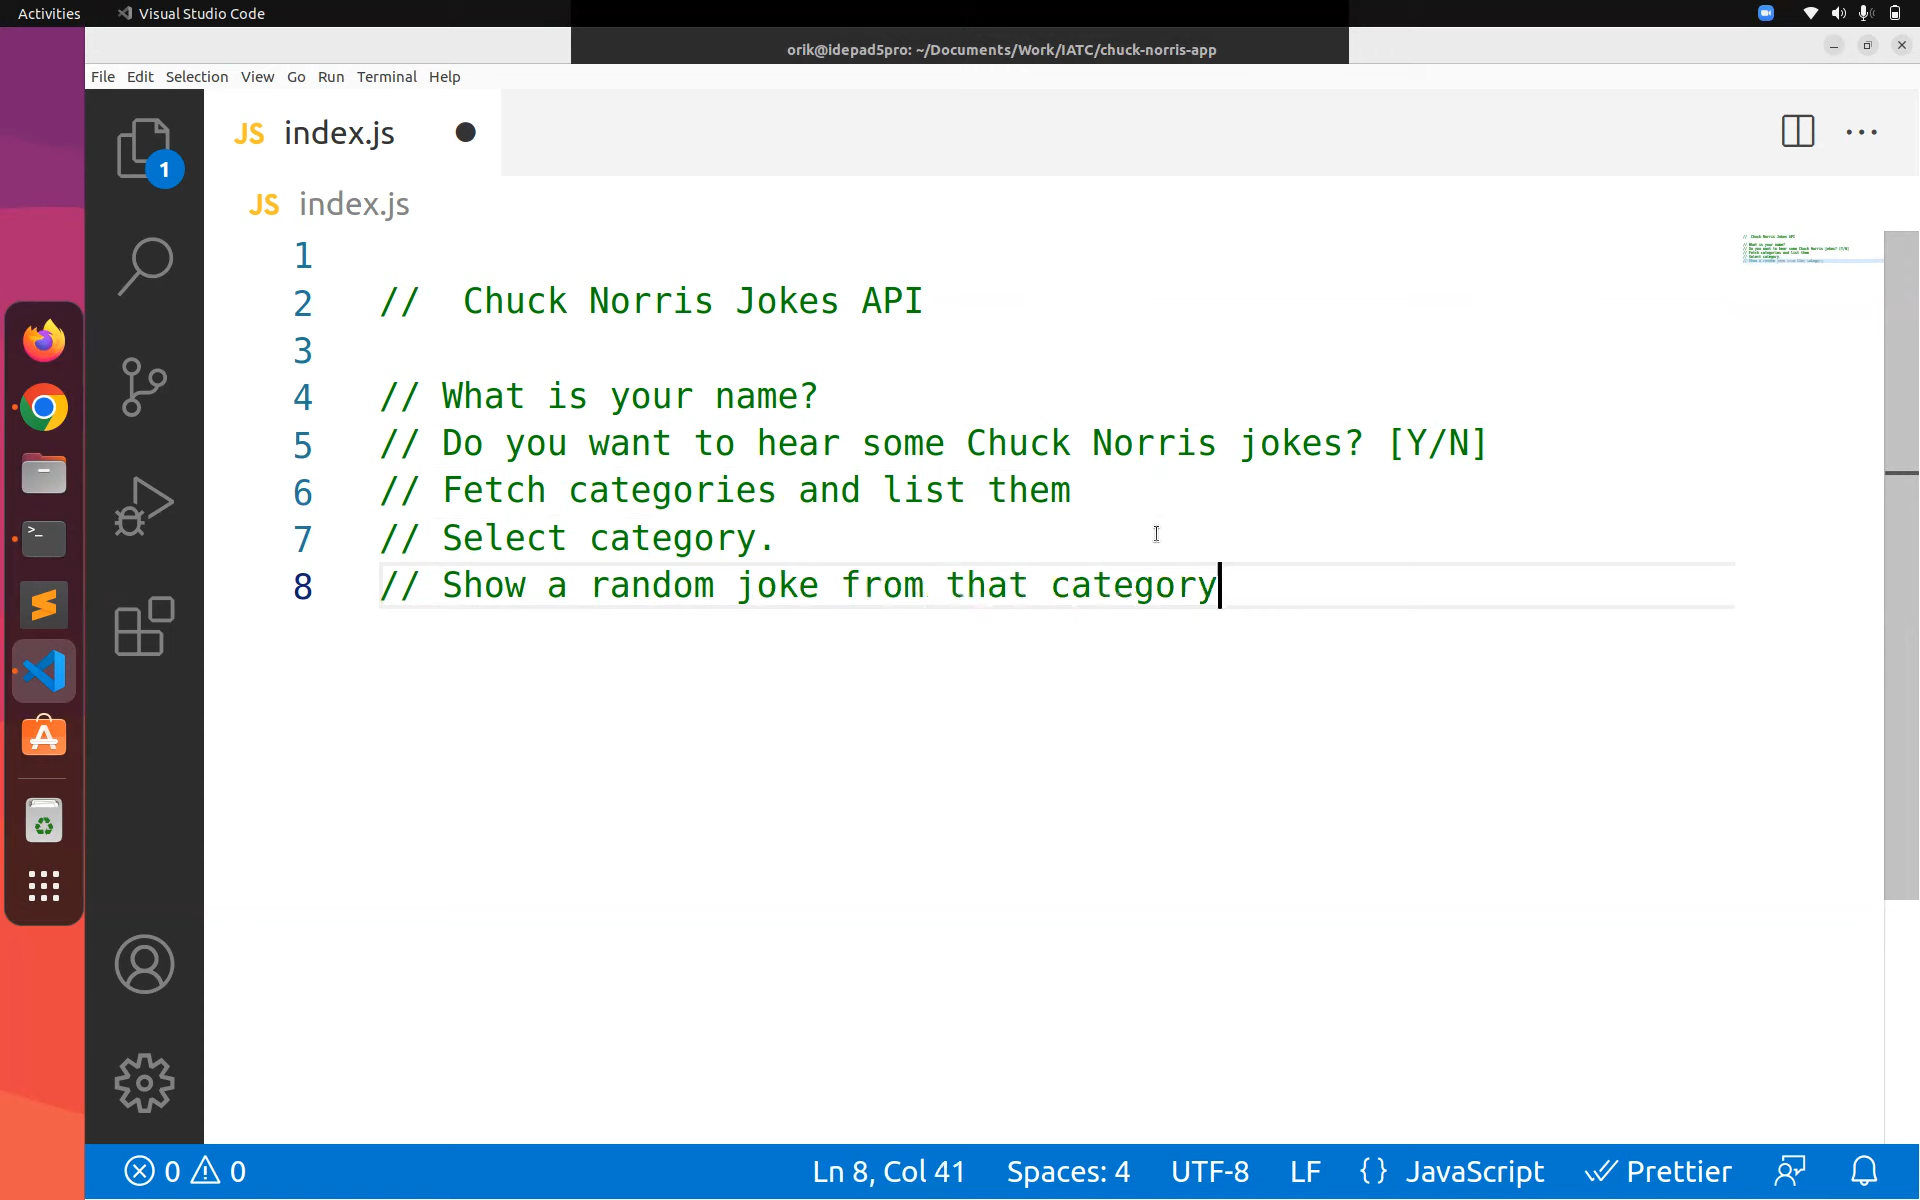 Activities Visual Studio Code
orik@idepad5pro: ~/Documents/Work/IATC/chuck-norris-app
File Edit Selection View Go Run Terminal Help
JS index.js
1
JS index.js
1
2 //  Chuck Norris Jokes API
3
4 // What is your name?
5 // Do you want to hear some Chuck Norris jokes? [Y/N]
6 // Fetch categories and list them
7 // Select category.
8 // Show a random joke from that category
0 0 Ln 8, Col 41 Spaces: 4 UTF-8 LF {} JavaScript Prettier